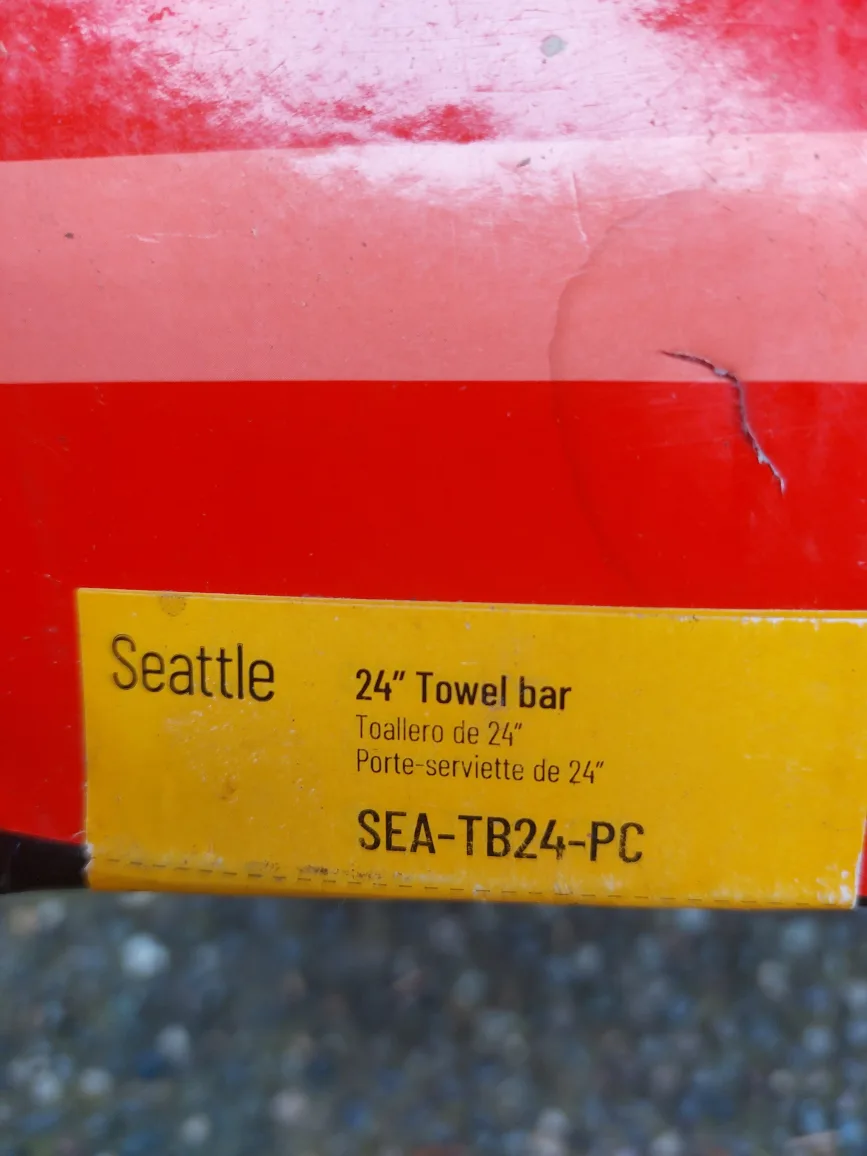 Seattle
24" Towel bar
Toallero de 24"
Porte-serviette de 24"
SEA-TB24-PC